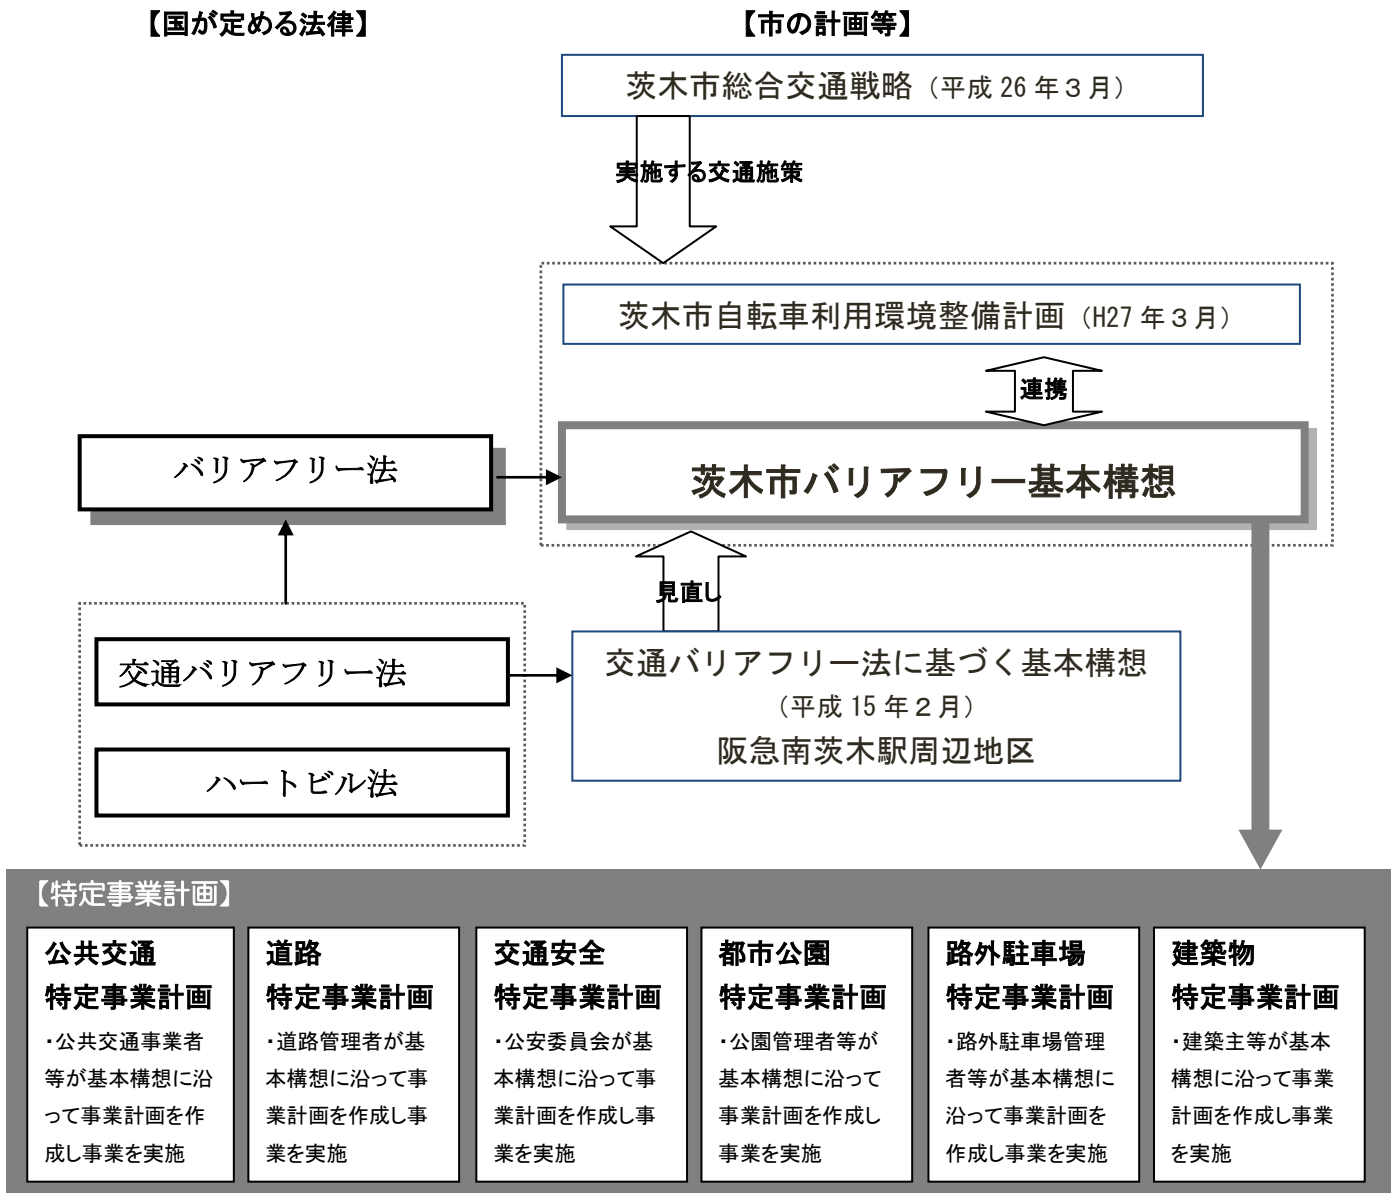 【国が定める法律】
【市の計画等】
茨木市総合交通戦略（平成 26 年３月）
実施する交通施策
茨木市自転車利用環境整備計画（H27 年３月）
連携
バリアフリー法
茨木市バリアフリー基本構想
見直し
交通バリアフリー法
ハートビル法
交通バリアフリー法に基づく基本構想
（平成 15 年２月）
阪急南茨木駅周辺地区
【特定事業計画】
公共交通
特定事業計画
・公共交通事業者
等が基本構想に沿
って事業計画を作
成し事業を実施
道路
特定事業計画
・道路管理者が基
本構想に沿って事
業計画を作成し事
業を実施
交通安全
特定事業計画
・公安委員会が基
本構想に沿って事
業計画を作成し事
業を実施
都市公園
特定事業計画
・公園管理者等が
基本構想に沿って
事業計画を作成し
事業を実施
路外駐車場
特定事業計画
・路外駐車場管理
者等が基本構想に
沿って事業計画を
作成し事業を実施
建築物
特定事業計画
・建築主等が基本
構想に沿って事業
計画を作成し事業
を実施